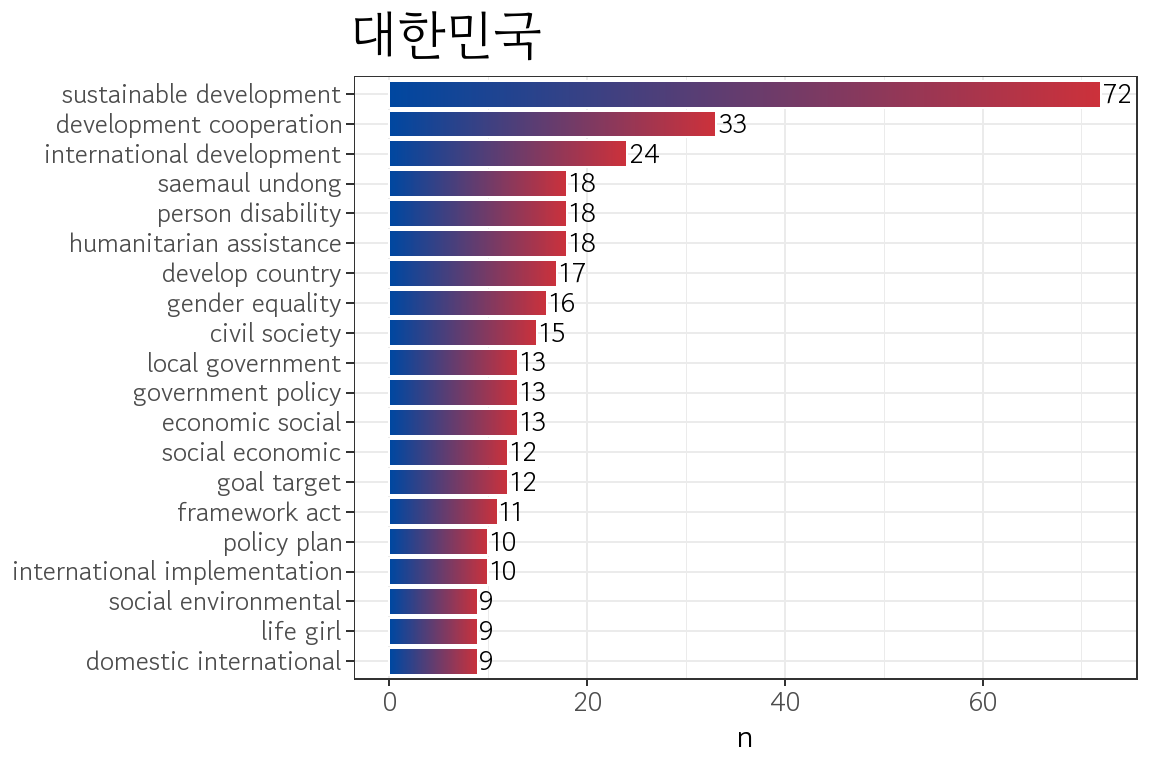 대한민국
sustainable development 72
development cooperation 33
international development 24
saemaul undong 18
person disability 18
humanitarian assistance 18
develop country 17
gender equality 16
civil society 15
local government 13
government policy 13
economic social 13
social economic 12
goal target 12
framework act 11
policy plan 10
international implementation 10
social environmental 9
life girl 9
domestic international 9
0 20 40 60
n